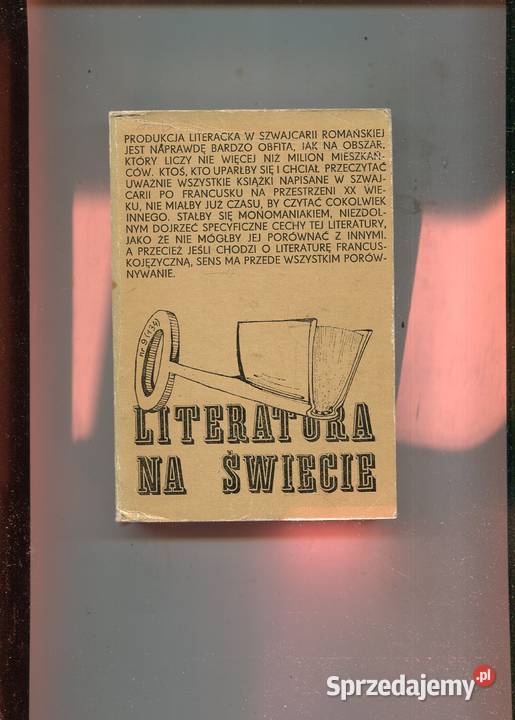 PRODUKCJA LITERACKA W SZWAJCARII ROMAŃSKIEJ
JEST NAPRAWDĘ BARDZO OBFITA, JAK NA OBSZAR,
KTÓRY LICZY NIE WIĘCEJ NIŻ MILION MIESZKAŃ-
CÓW. KTOŚ, KTO UPARŁBY SIĘ I CHCIAŁ PRZECZYTAĆ
UWAŻNIE WSZYSTKIE KSIĄŻKI NAPISANE W SZWAJ-
CARII PO FRANCUSKU NA PRZESTRZENI XX WIE-
KU, NIE MIAŁBY JUŻ CZASU, BY CZYTAĆ COKOLWIEK
INNEGO. STAŁBY SIĘ MONOMANIAKIEM, NIEZDOL-
NYM DOJRZEĆ SPECYFICZNE CECHY TEJ LITERATURY,
JAKO ŻE NIE MÓGŁBY JEJ PORÓWNAĆ Z INNYMI.
A PRZECIEŻ JEŚLI CHODZI O LITERATURĘ FRANCUS-
KOJĘZYCZNĄ, SENS MA PRZEDE WSZYSTKIM PORÓW-
NYWANIE.
nr 9 (134)
LITERATURA
NA ŚWIECIE
Sprzedajemy.pl